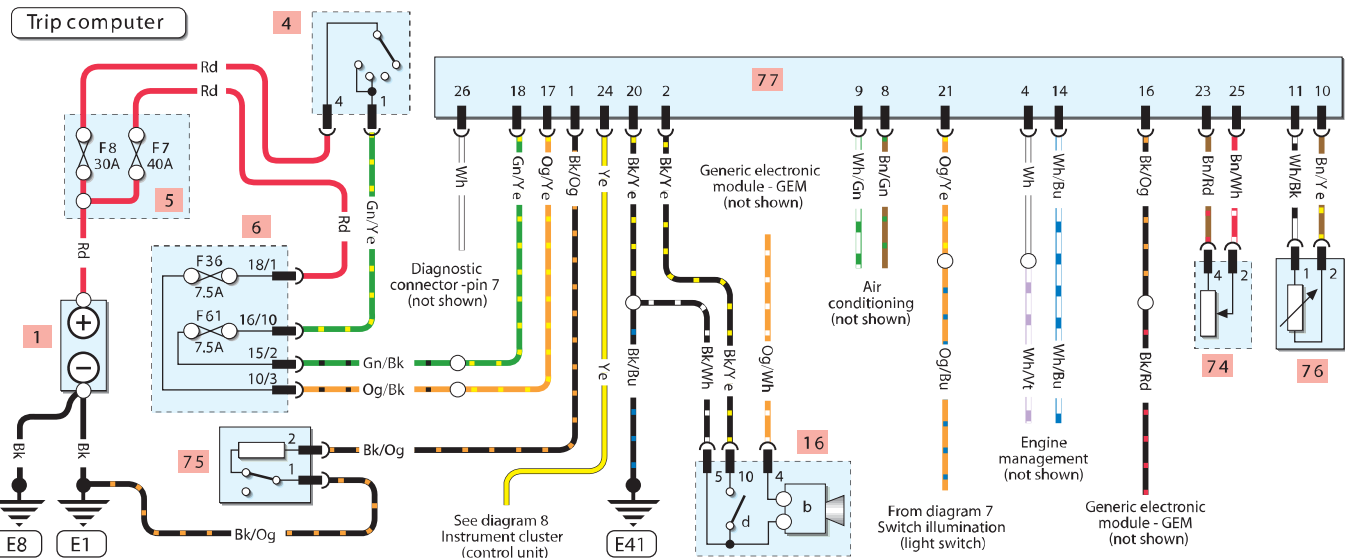 Trip computer
4
Rd
Rd
4
1
77
26
18
17
1
24
20
2
9
8
21
4
14
16
23
25
11
10
F8
30A
F7
40A
5
Rd
Gn/Ye
Rd
6
F36
7.5A
18/1
F61
7.5A
16/10
15/2
10/3
Gn/Bk
Og/Bk
1
+
−
Bk
Bk
E8
E1
75
2
1
Bk/Og
Bk/Og
Wh
Gn/Ye
Og/Ye
Bk/Og
Ye
Bk/Ye
Bk/Ye
Wh/Gn
Bn/Gn
Og/Ye
Wh
Wh/Bu
Bk/Og
Bn/Rd
Bn/Wh
Wh/Bk
Bn/Ye
Diagnostic
connector -pin 7
(not shown)
Ye
See diagram 8
Instrument cluster
(control unit)
Bk/Bu
E41
Bk/Wh
Bk/Ye
Generic electronic
module - GEM
(not shown)
Og/Wh
16
5
10
4
d
b
Air
conditioning
(not shown)
Og/Bu
From diagram 7
Switch illumination
(light switch)
Wh/Vt
Wh/Bu
Engine
management
(not shown)
Bk/Rd
Generic electronic
module - GEM
(not shown)
4
2
74
1
2
76